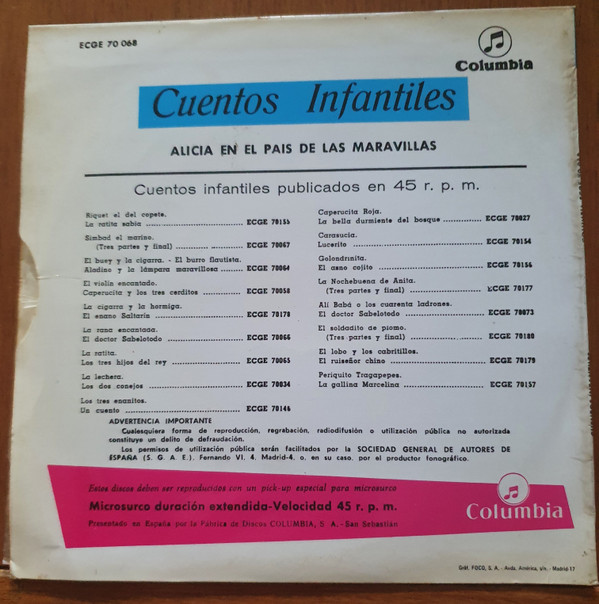 ECGE 70 068
Columbia
Cuentos Infantiles
ALICIA EN EL PAIS DE LAS MARAVILLAS
Cuentos infantiles publicados en 45 r. p. m.
Riquet el del copete.
La ratita sabia ECGE 70155
Simbad el marino.
(Tres partes y final) ECGE 70067
El buey y la cigarra. - El burro flautista.
Aladino y la lámpara maravillosa ECGE 70064
El violín encantado.
Caperucita y los tres cerditos ECGE 70058
La cigarra y la hormiga.
El enano Saltarín ECGE 70178
La rana encantada.
El doctor Sabelotodo ECGE 70066
La ratita.
Los tres hijos del rey ECGE 70065
La lechera.
Los dos conejos ECGE 70034
Los tres enanitos.
Un cuento ECGE 70146
Caperucita Roja.
La bella durmiente del bosque ECGE 70027
Carasucia.
Lucerito ECGE 70154
Golondrinita.
El asno cojito ECGE 70156
La Nochebuena de Anita.
(Tres partes y final) ECGE 70177
Alí Babá o los cuarenta ladrones.
El doctor Sabelotodo ECGE 70073
El soldadito de plomo.
(Tres partes y final) ECGE 70180
El lobo y los cabritillos.
El ruiseñor chino ECGE 70179
Periquito Tragapepes.
La gallina Marcelina ECGE 70157
ADVERTENCIA IMPORTANTE
Cualesquiera forma de reproducción, regrabación, radiodifusión o utilización pública no autorizada
constituye un delito de defraudación.
Los permisos de utilización pública serán facilitados por la SOCIEDAD GENERAL DE AUTORES DE
ESPAÑA (S. G. A. E.), Fernando VI, 4, Madrid-4. o, en su caso, por el productor fonográfico.
Estos discos deben ser reproducidos con un pick-up especial para microsurco
Microsurco duración extendida-Velocidad 45 r. p. m.
Presentado en España por la Fábrica de Discos COLUMBIA, S. A. -San Sebastián
Columbia
Gráf. FOCO, S. A. - Avda. América, s/n. - Madrid-17